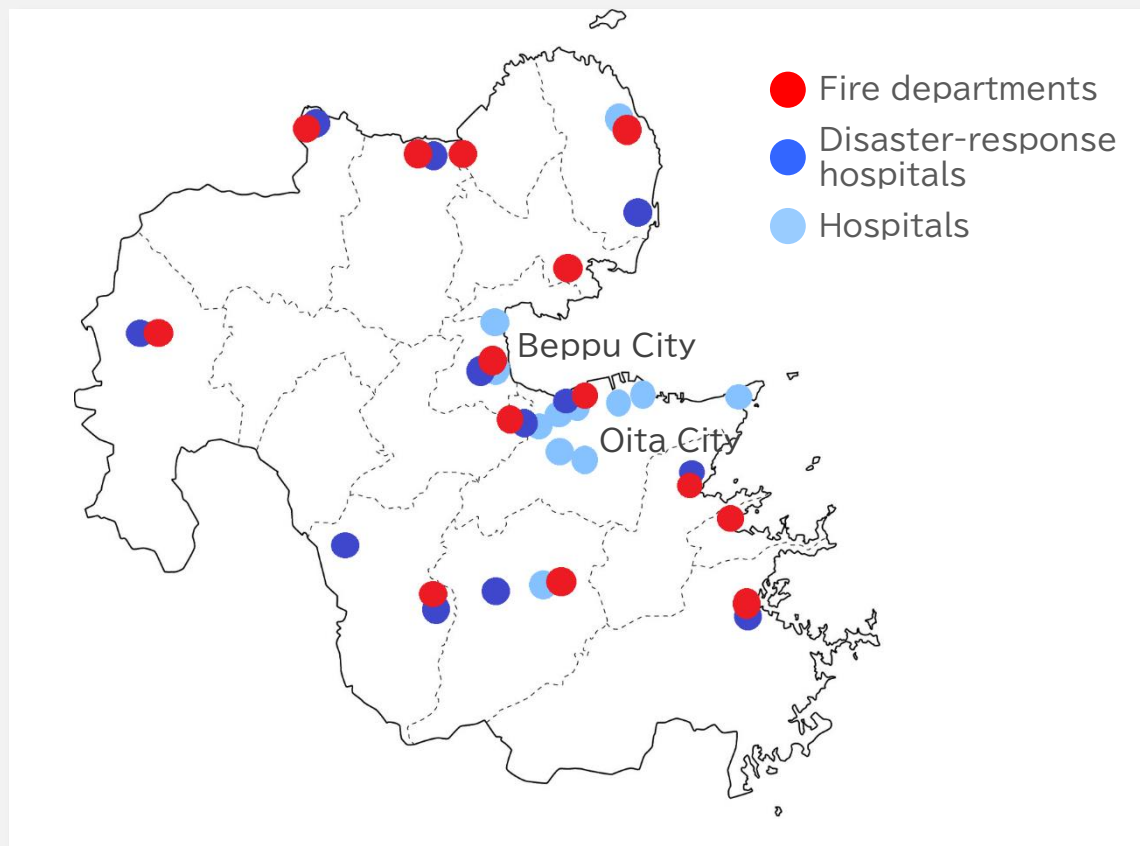 Fire departments
Disaster-response
hospitals
Hospitals
Beppu City
Oita City